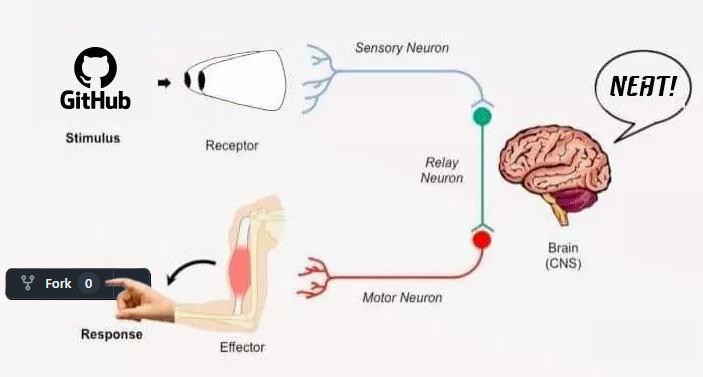 GitHub
Stimulus
Receptor
Sensory Neuron
Relay
Neuron
NEAT!
Brain
(CNS)
Motor Neuron
Fork 0
Response
Effector